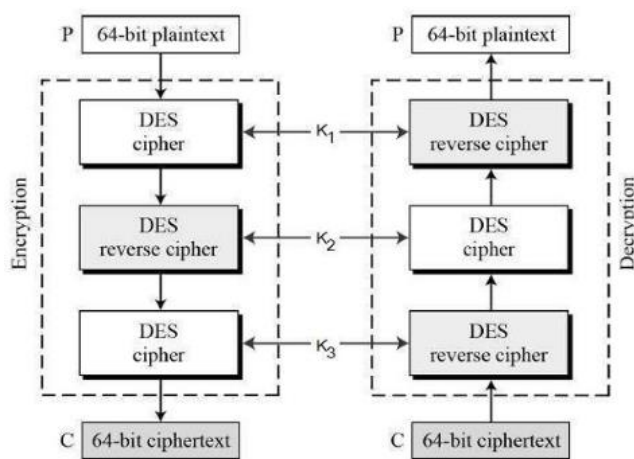 P 64-bit plaintext
P 64-bit plaintext
Encryption
DES
cipher
K1
DES
reverse cipher
DES
reverse cipher
K2
DES
cipher
DES
cipher
K3
DES
reverse cipher
Decryption
C 64-bit ciphertext
C 64-bit ciphertext